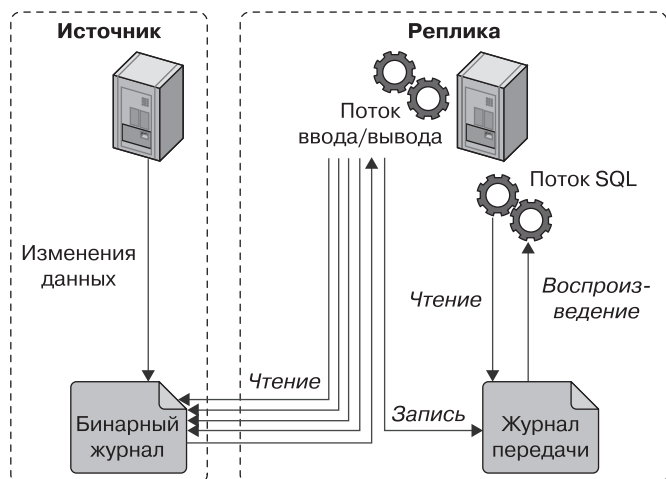 Источник
Реплика
Поток
ввода/вывода
Поток SQL
Изменения
данных
Чтение
Воспроиз-
ведение
Чтение
Запись
Бинарный
журнал
Журнал
передачи